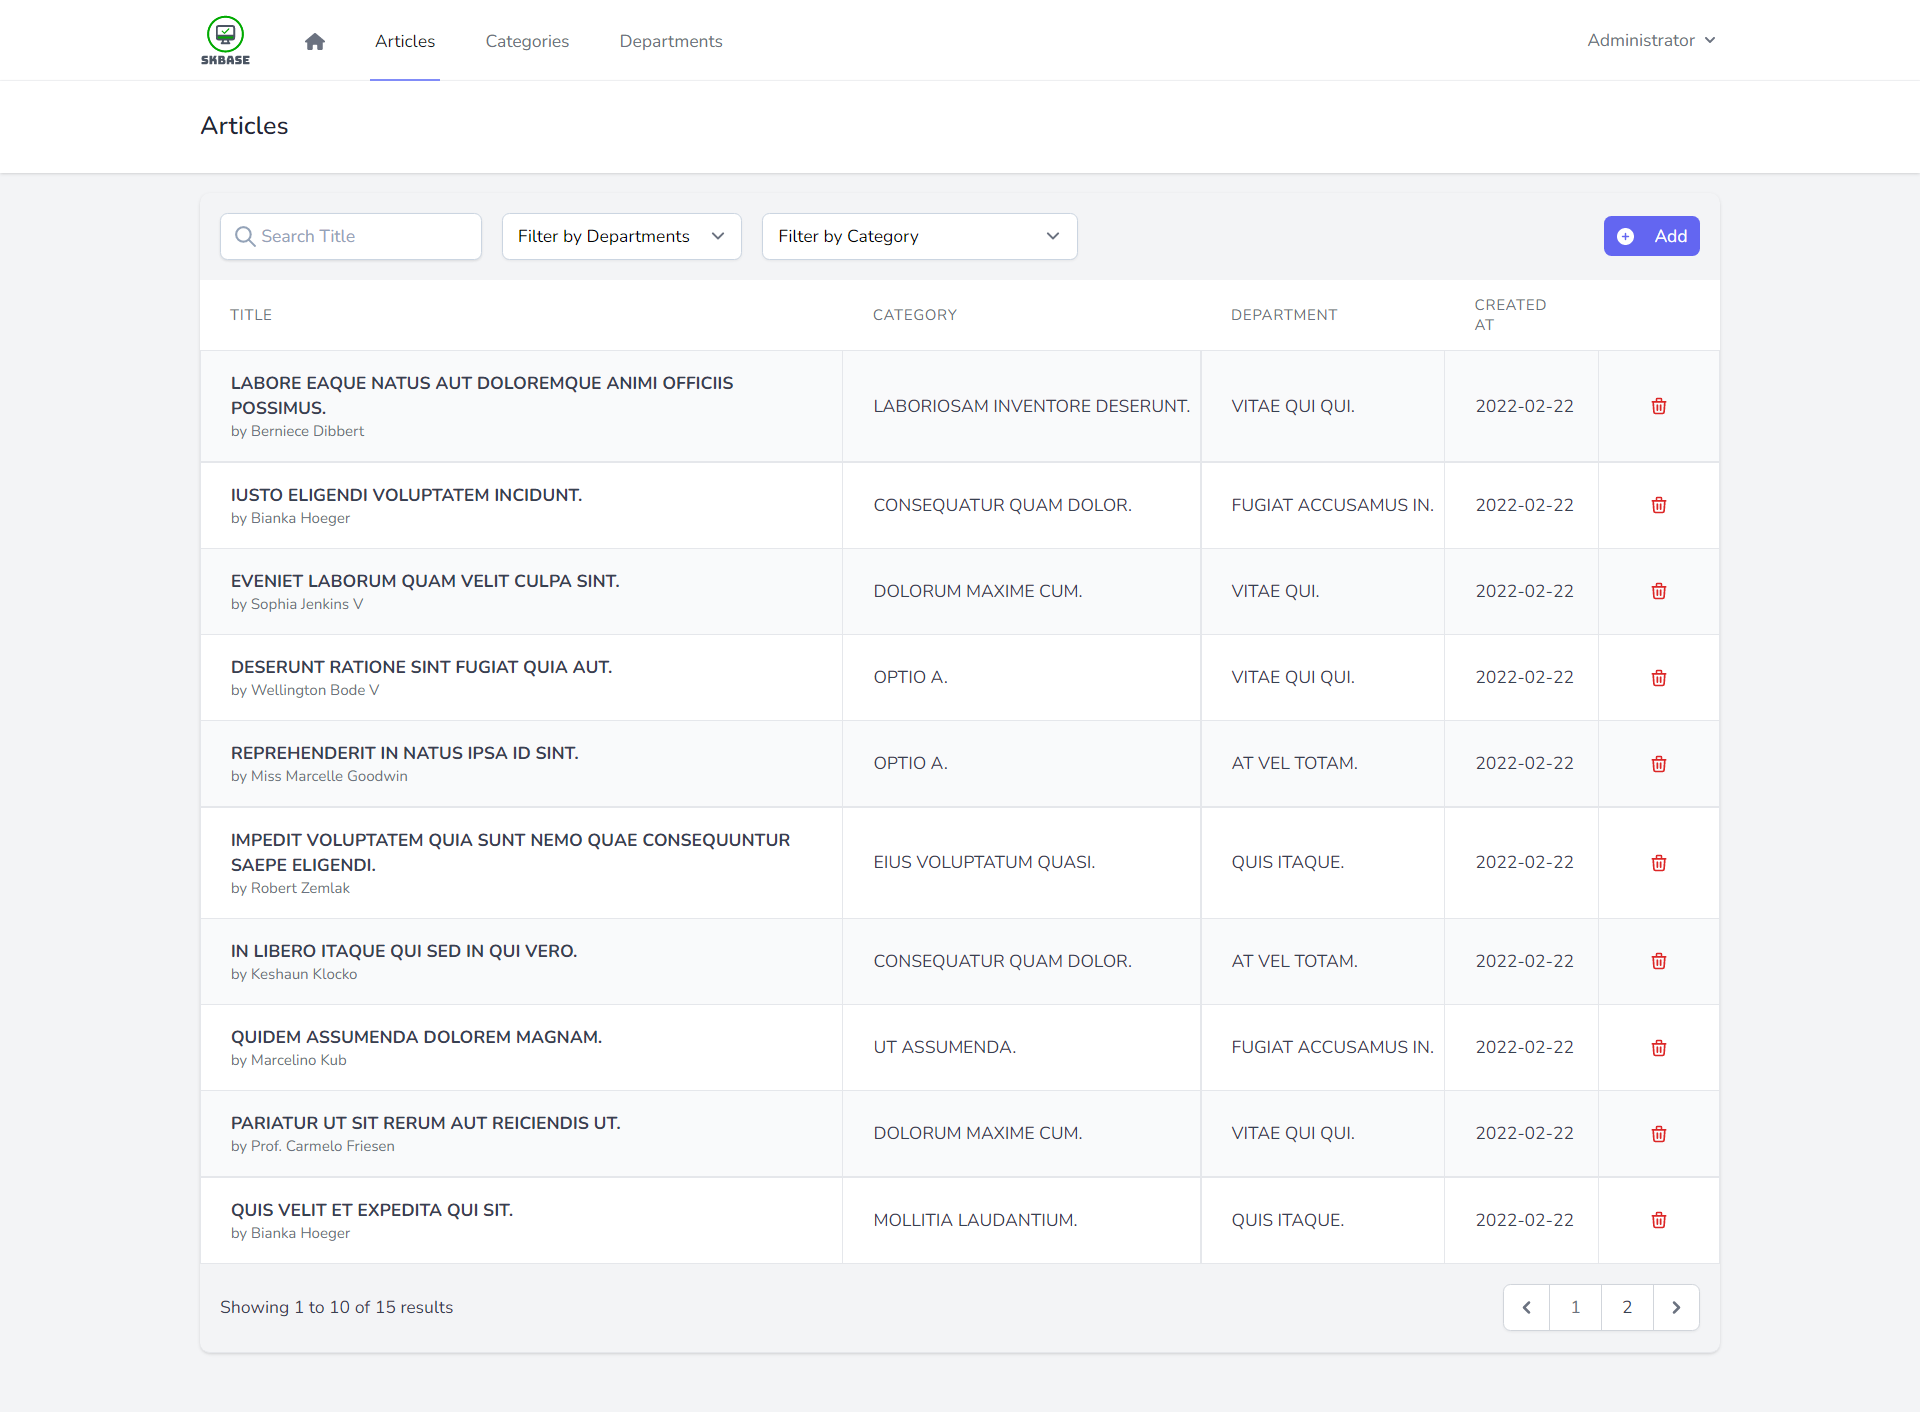 SKBASE
Articles
Categories
Departments
Administrator
Articles
Search Title
Filter by Departments
Filter by Category
Add
TITLE
CATEGORY
DEPARTMENT
CREATED
AT
LABORE EAQUE NATUS AUT DOLOREMQUE ANIMI OFFICIIS
POSSIMUS.
by Berniece Dibbert
LABORIOSAM INVENTORE DESERUNT.
VITAE QUI QUI.
2022-02-22
IUSTO ELIGENDI VOLUPTATEM INCIDUNT.
by Bianka Hoeger
CONSEQUATUR QUAM DOLOR.
FUGIAT ACCUSAMUS IN.
2022-02-22
EVENIET LABORUM QUAM VELIT CULPA SINT.
by Sophia Jenkins V
DOLORUM MAXIME CUM.
VITAE QUI.
2022-02-22
DESERUNT RATIONE SINT FUGIAT QUIA AUT.
by Wellington Bode V
OPTIO A.
VITAE QUI QUI.
2022-02-22
REPREHENDERIT IN NATUS IPSA ID SINT.
by Miss Marcelle Goodwin
OPTIO A.
AT VEL TOTAM.
2022-02-22
IMPEDIT VOLUPTATEM QUIA SUNT NEMO QUAE CONSEQUUNTUR
SAEPE ELIGENDI.
by Robert Zemlak
EIUS VOLUPTATUM QUASI.
QUIS ITAQUE.
2022-02-22
IN LIBERO ITAQUE QUI SED IN QUI VERO.
by Keshaun Klocko
CONSEQUATUR QUAM DOLOR.
AT VEL TOTAM.
2022-02-22
QUIDEM ASSUMENDA DOLOREM MAGNAM.
by Marcelino Kub
UT ASSUMENDA.
FUGIAT ACCUSAMUS IN.
2022-02-22
PARIATUR UT SIT RERUM AUT REICIENDIS UT.
by Prof. Carmelo Friesen
DOLORUM MAXIME CUM.
VITAE QUI QUI.
2022-02-22
QUIS VELIT ET EXPEDITA QUI SIT.
by Bianka Hoeger
MOLLITIA LAUDANTIUM.
QUIS ITAQUE.
2022-02-22
Showing 1 to 10 of 15 results
1
2